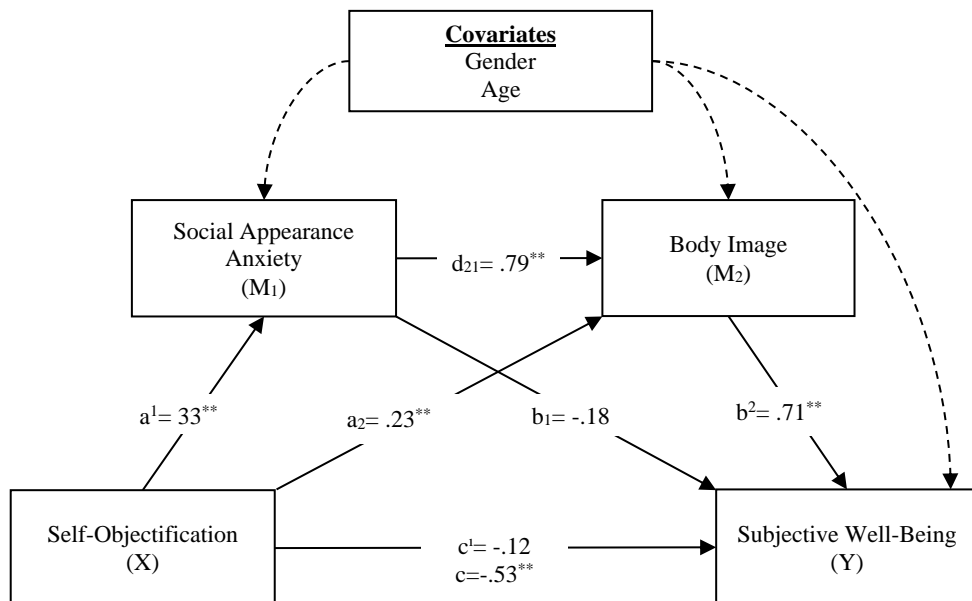 Covariates
Gender
Age
Social Appearance
Anxiety
(M₁)
d₂₁= .79**
Body Image
(M₂)
a¹= 33**
a₂= .23**
b₁= -.18
b²= .71**
Self-Objectification
(X)
c¹= -.12
c=-.53**
Subjective Well-Being
(Y)